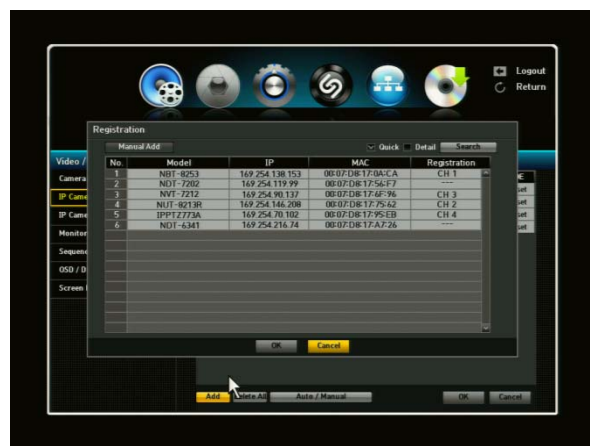 Logout
Return
Registration
Manual Add
Quick
Detail
Search
Video /
No. Model IP MAC Registration
1 NBT-8253 169.254.138.153 00:07:D8:17:0A:CA CH 1
2 NDT-7202 169.254.119.99 00:07:D8:17:56:F7 ---
3 NVT-7212 169.254.90.137 00:07:D8:17:6F:96 CH 3
4 NUT-8213R 169.254.146.208 00:07:D8:17:75:62 CH 2
5 IPPTZ773A 169.254.70.102 00:07:D8:17:95:EB CH 4
6 NDT-6341 169.254.216.74 00:07:D8:17:A7:26 ---
Camera
IP Came
IP Came
Monitor
Sequenc
OSD / D
Screen
OK Cancel
Add Delete All Auto / Manual OK Cancel